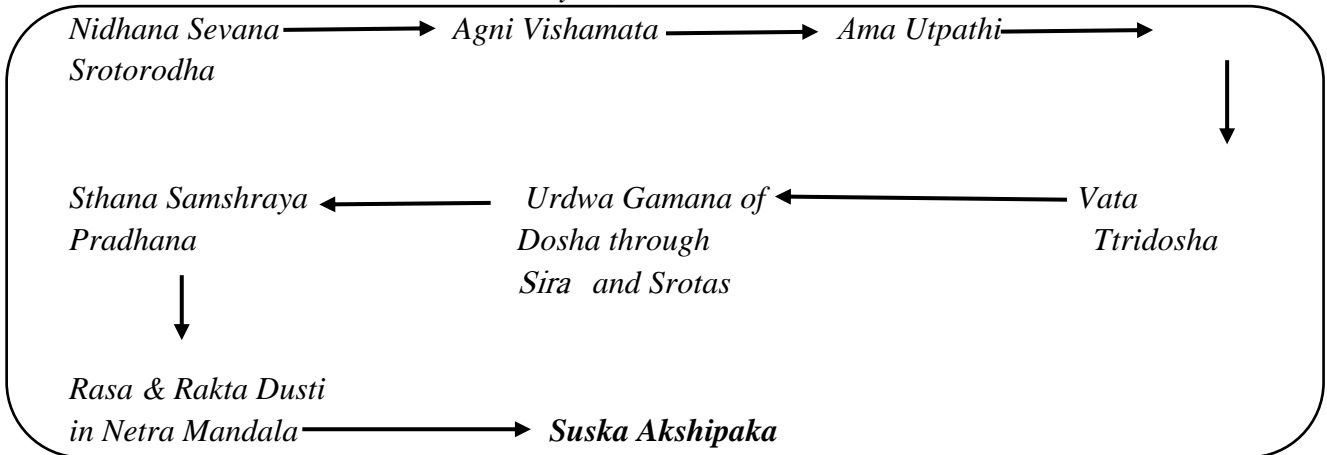 Nidhana Sevana Agni Vishamata Ama Utpathi
Srotorodha
Sthana Samshraya Urdwa Gamana of Vata
Pradhana Dosha through Ttridosha
Sira and Srotas
Rasa & Rakta Dusti
in Netra Mandala Suska Akshipaka